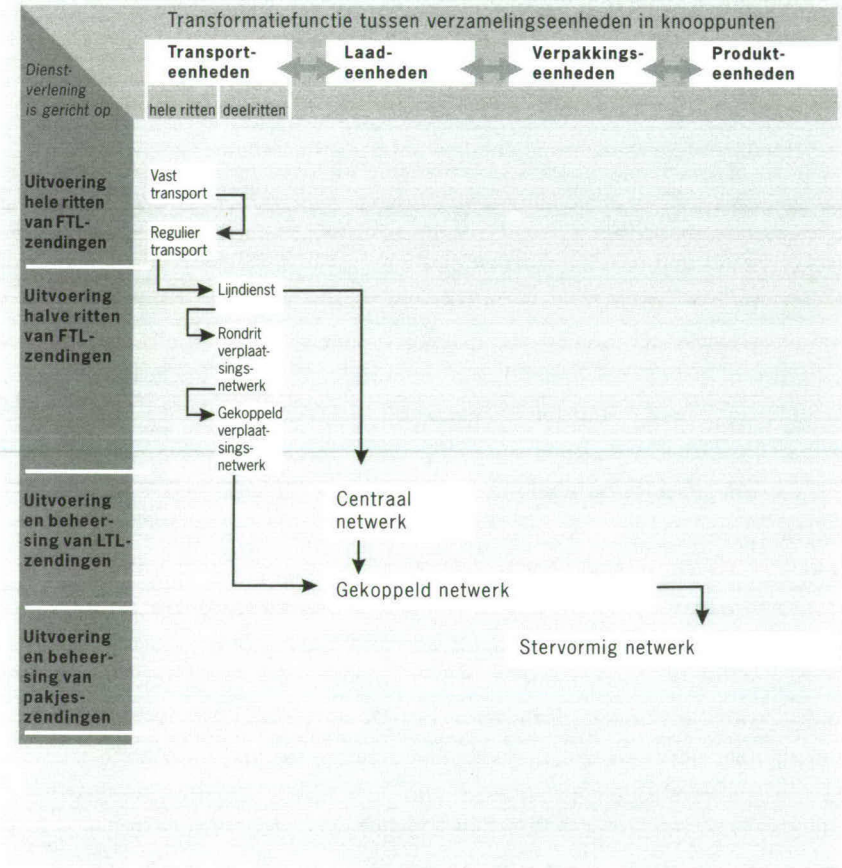 Transformatiefunctie tussen verzamelingseenheden in knooppunten
Dienst-
verlening
is gericht op
Transport-
eenheden
Laad-
eenheden
Verpakkings-
eenheden
Produkt-
eenheden
hele ritten
deelritten
Uitvoering
hele ritten
van FTL-
zendingen
Vast
transport
Regulier
transport
Uitvoering
halve ritten
van FTL-
zendingen
Lijndienst
Rondrit
verplaat-
sings-
netwerk
Gekoppeld
verplaat-
sings-
netwerk
Uitvoering
en beheer-
sing van LTL-
zendingen
Centraal
netwerk
Gekoppeld netwerk
Uitvoering
en beheer-
sing van
pakjes-
zendingen
Stervormig netwerk